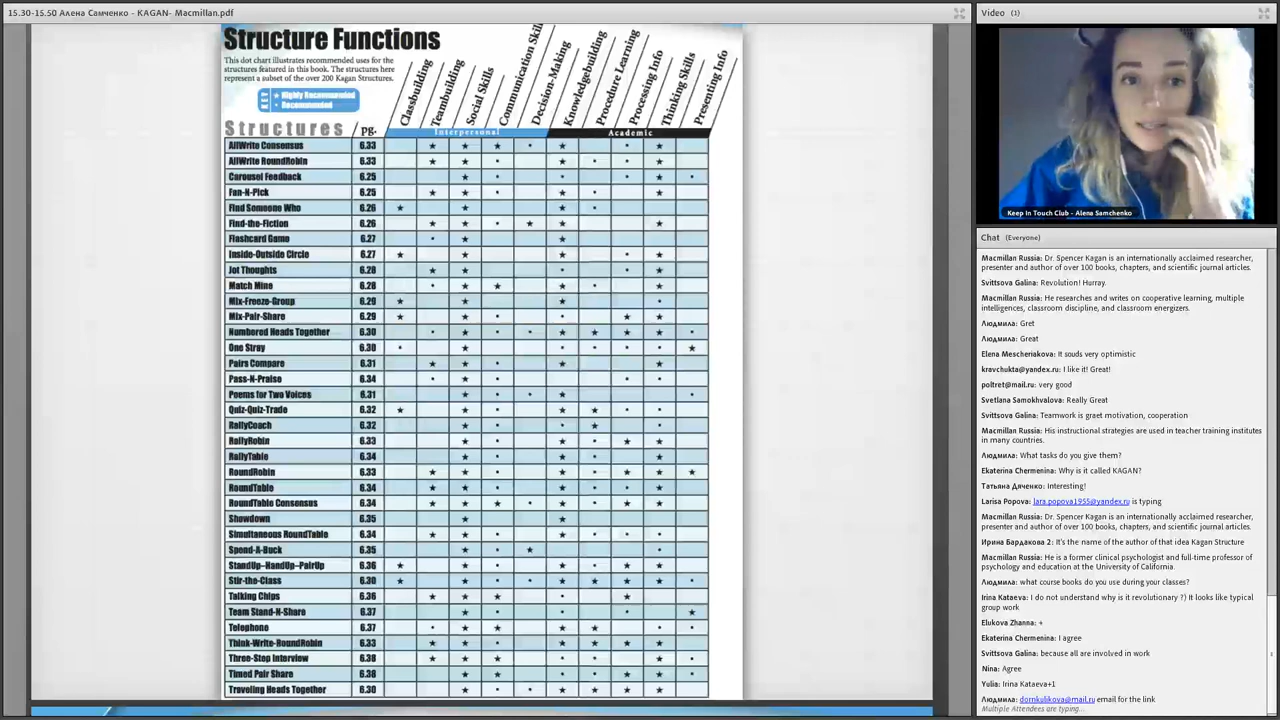 15.30-15.50 Алена Самченко - KAGAN- Macmillan.pdf
Structure Functions
This dot chart illustrates recommended uses for the
structures featured in this book. The structures here
represent a subset of the over 200 Kagan Structures.
KEY
★ Highly Recommended
• Recommended
Classbuilding
Teambuilding
Social Skills
Communication Skills
Decision-Making
Knowledgebuilding
Procedure Learning
Processing Info
Thinking Skills
Presenting Info
Structures pg. Interpersonal Academic
AllWrite Consensus 6.33 ★ ★ ★ • ★ • ★
AllWrite RoundRobin 6.33 ★ ★ • ★ • • ★
Carousel Feedback 6.25 ★ • • • ★ •
Fan-N-Pick 6.25 ★ ★ • ★ • ★
Find Someone Who 6.26 ★ ★ ★ •
Find-the-Fiction 6.26 ★ ★ • ★ ★ ★
Flashcard Game 6.27 • ★ ★
Inside-Outside Circle 6.27 ★ ★ ★ • ★
Jot Thoughts 6.28 ★ ★ • • ★
Match Mine 6.28 • ★ ★ ★ • ★
Mix-Freeze-Group 6.29 ★ ★ ★ •
Mix-Pair-Share 6.29 ★ ★ • • ★ ★
Numbered Heads Together 6.30 • ★ • • ★ ★ ★ ★ •
One Stray 6.30 • ★ • • • • ★
Pairs Compare 6.31 ★ ★ • ★ ★
Pass-N-Praise 6.34 • ★ • • •
Poems for Two Voices 6.31 ★ • • ★ •
Quiz-Quiz-Trade 6.32 ★ ★ • ★ ★ • •
RallyCoach 6.32 ★ • • ★ •
RallyRobin 6.33 ★ • ★ • ★ ★
RallyTable 6.34 ★ • ★ • ★
RoundRobin 6.33 ★ ★ • ★ • ★ ★ ★
RoundTable 6.34 ★ ★ • ★ • • ★
RoundTable Consensus 6.34 ★ ★ ★ • ★ • ★ ★
Showdown 6.35 ★ ★
Simultaneous RoundTable 6.34 ★ ★ • ★ • • ★
Spend-A-Buck 6.35 ★ • ★ •
StandUp–HandUp–PairUp 6.36 ★ ★ • ★ • ★ ★
Stir-the-Class 6.30 ★ ★ • • ★ ★ ★ ★ •
Talking Chips 6.36 ★ ★ ★ • ★
Team Stand-N-Share 6.37 ★ • • • ★
Telephone 6.37 • ★ ★ ★ ★ • •
Think-Write-RoundRobin 6.33 ★ ★ • ★ ★ ★ ★
Three-Step Interview 6.38 ★ ★ ★ • • ★ •
Timed Pair Share 6.38 ★ ★ • • ★ ★ •
Traveling Heads Together 6.30 ★ • • ★ ★ ★ ★
Video (1)
Keep In Touch Club - Alena Samchenko
Chat (Everyone)
Macmillan Russia: Dr. Spencer Kagan is an internationally acclaimed researcher,
presenter and author of over 100 books, chapters, and scientific journal articles.
Svittsova Galina: Revolution! Hurray.
Macmillan Russia: He researches and writes on cooperative learning, multiple
intelligences, classroom discipline, and classroom energizers.
Людмила: Gret
Людмила: Great
Elena Mescheriakova: It souds very optimistic
kravchukta@yandex.ru: I like it! Great!
poltret@mail.ru: very good
Svetlana Samokhvalova: Really Great
Svittsova Galina: Teamwork is graet motivation, cooperation
Macmillan Russia: His instructional strategies are used in teacher training institutes
in many countries.
Людмила: What tasks do you give them?
Ekaterina Chermenina: Why is it called KAGAN?
Татьяна Дяченко: Interesting!
Larisa Popova: lara.popova1955@yandex.ru is typing
Macmillan Russia: Dr. Spencer Kagan is an internationally acclaimed researcher,
presenter and author of over 100 books, chapters, and scientific journal articles.
Ирина Бардакова 2: It's the name of the author of that idea Kagan Structure
Macmillan Russia: He is a former clinical psychologist and full-time professor of
psychology and education at the University of California.
Людмила: what course books do you use during your classes?
Irina Kataeva: I do not understand why is it revolutionary ?) It looks like typical
group work
Elukova Zhanna: +
Ekaterina Chermenina: I agree
Svittsova Galina: because all are involved in work
Nina: Agree
Yulia: Irina Kataeva+1
Людмила: dornkulikova@mail.ru email for the link
Multiple Attendees are typing...